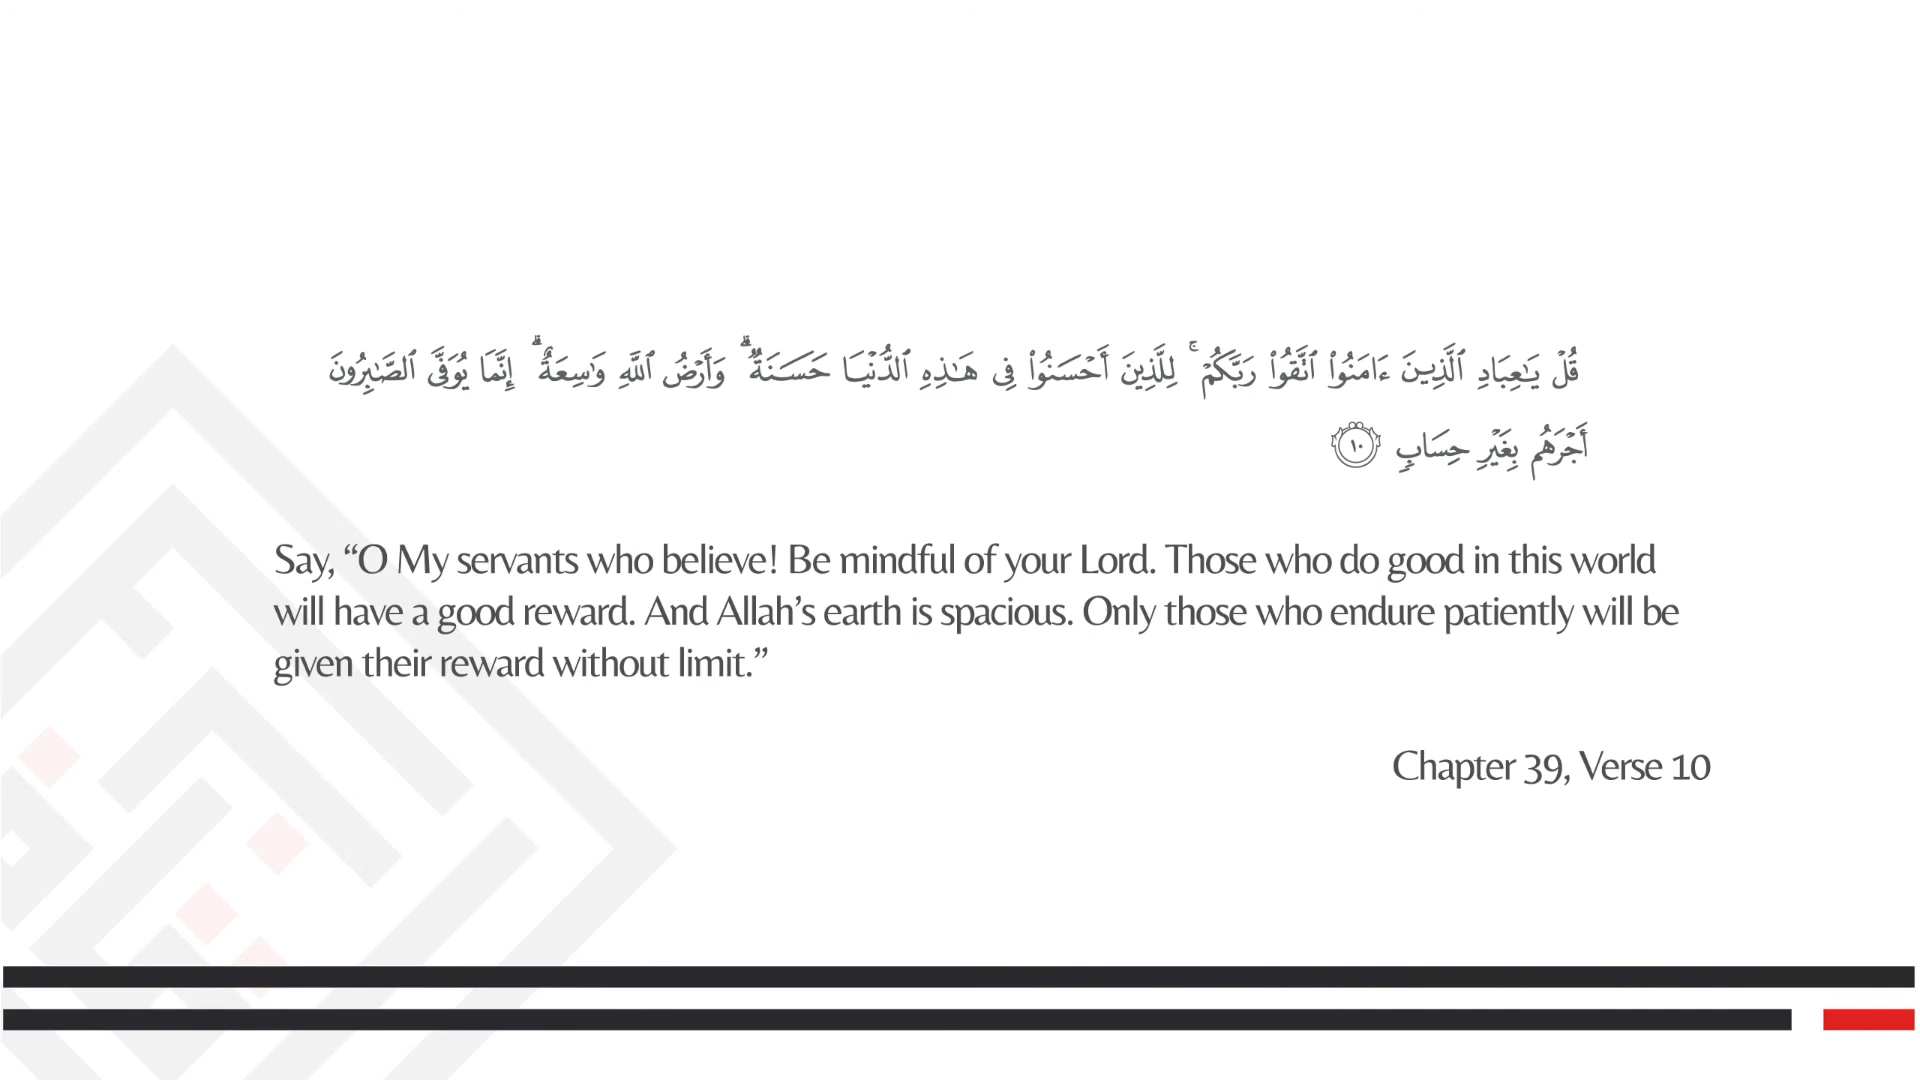 قُلْ يَـٰعِبَادِ ٱلَّذِينَ ءَامَنُوا۟ ٱتَّقُوا۟ رَبَّكُمْ ۚ لِلَّذِينَ أَحْسَنُوا۟ فِى هَـٰذِهِ ٱلدُّنْيَا حَسَنَةٌ ۗ وَأَرْضُ ٱللَّهِ وَٰسِعَةٌ ۗ إِنَّمَا يُوَفَّى ٱلصَّـٰبِرُونَ
أَجْرَهُم بِغَيْرِ حِسَابٍ ١٠
Say, “O My servants who believe! Be mindful of your Lord. Those who do good in this world
will have a good reward. And Allah’s earth is spacious. Only those who endure patiently will be
given their reward without limit.”
Chapter 39, Verse 10